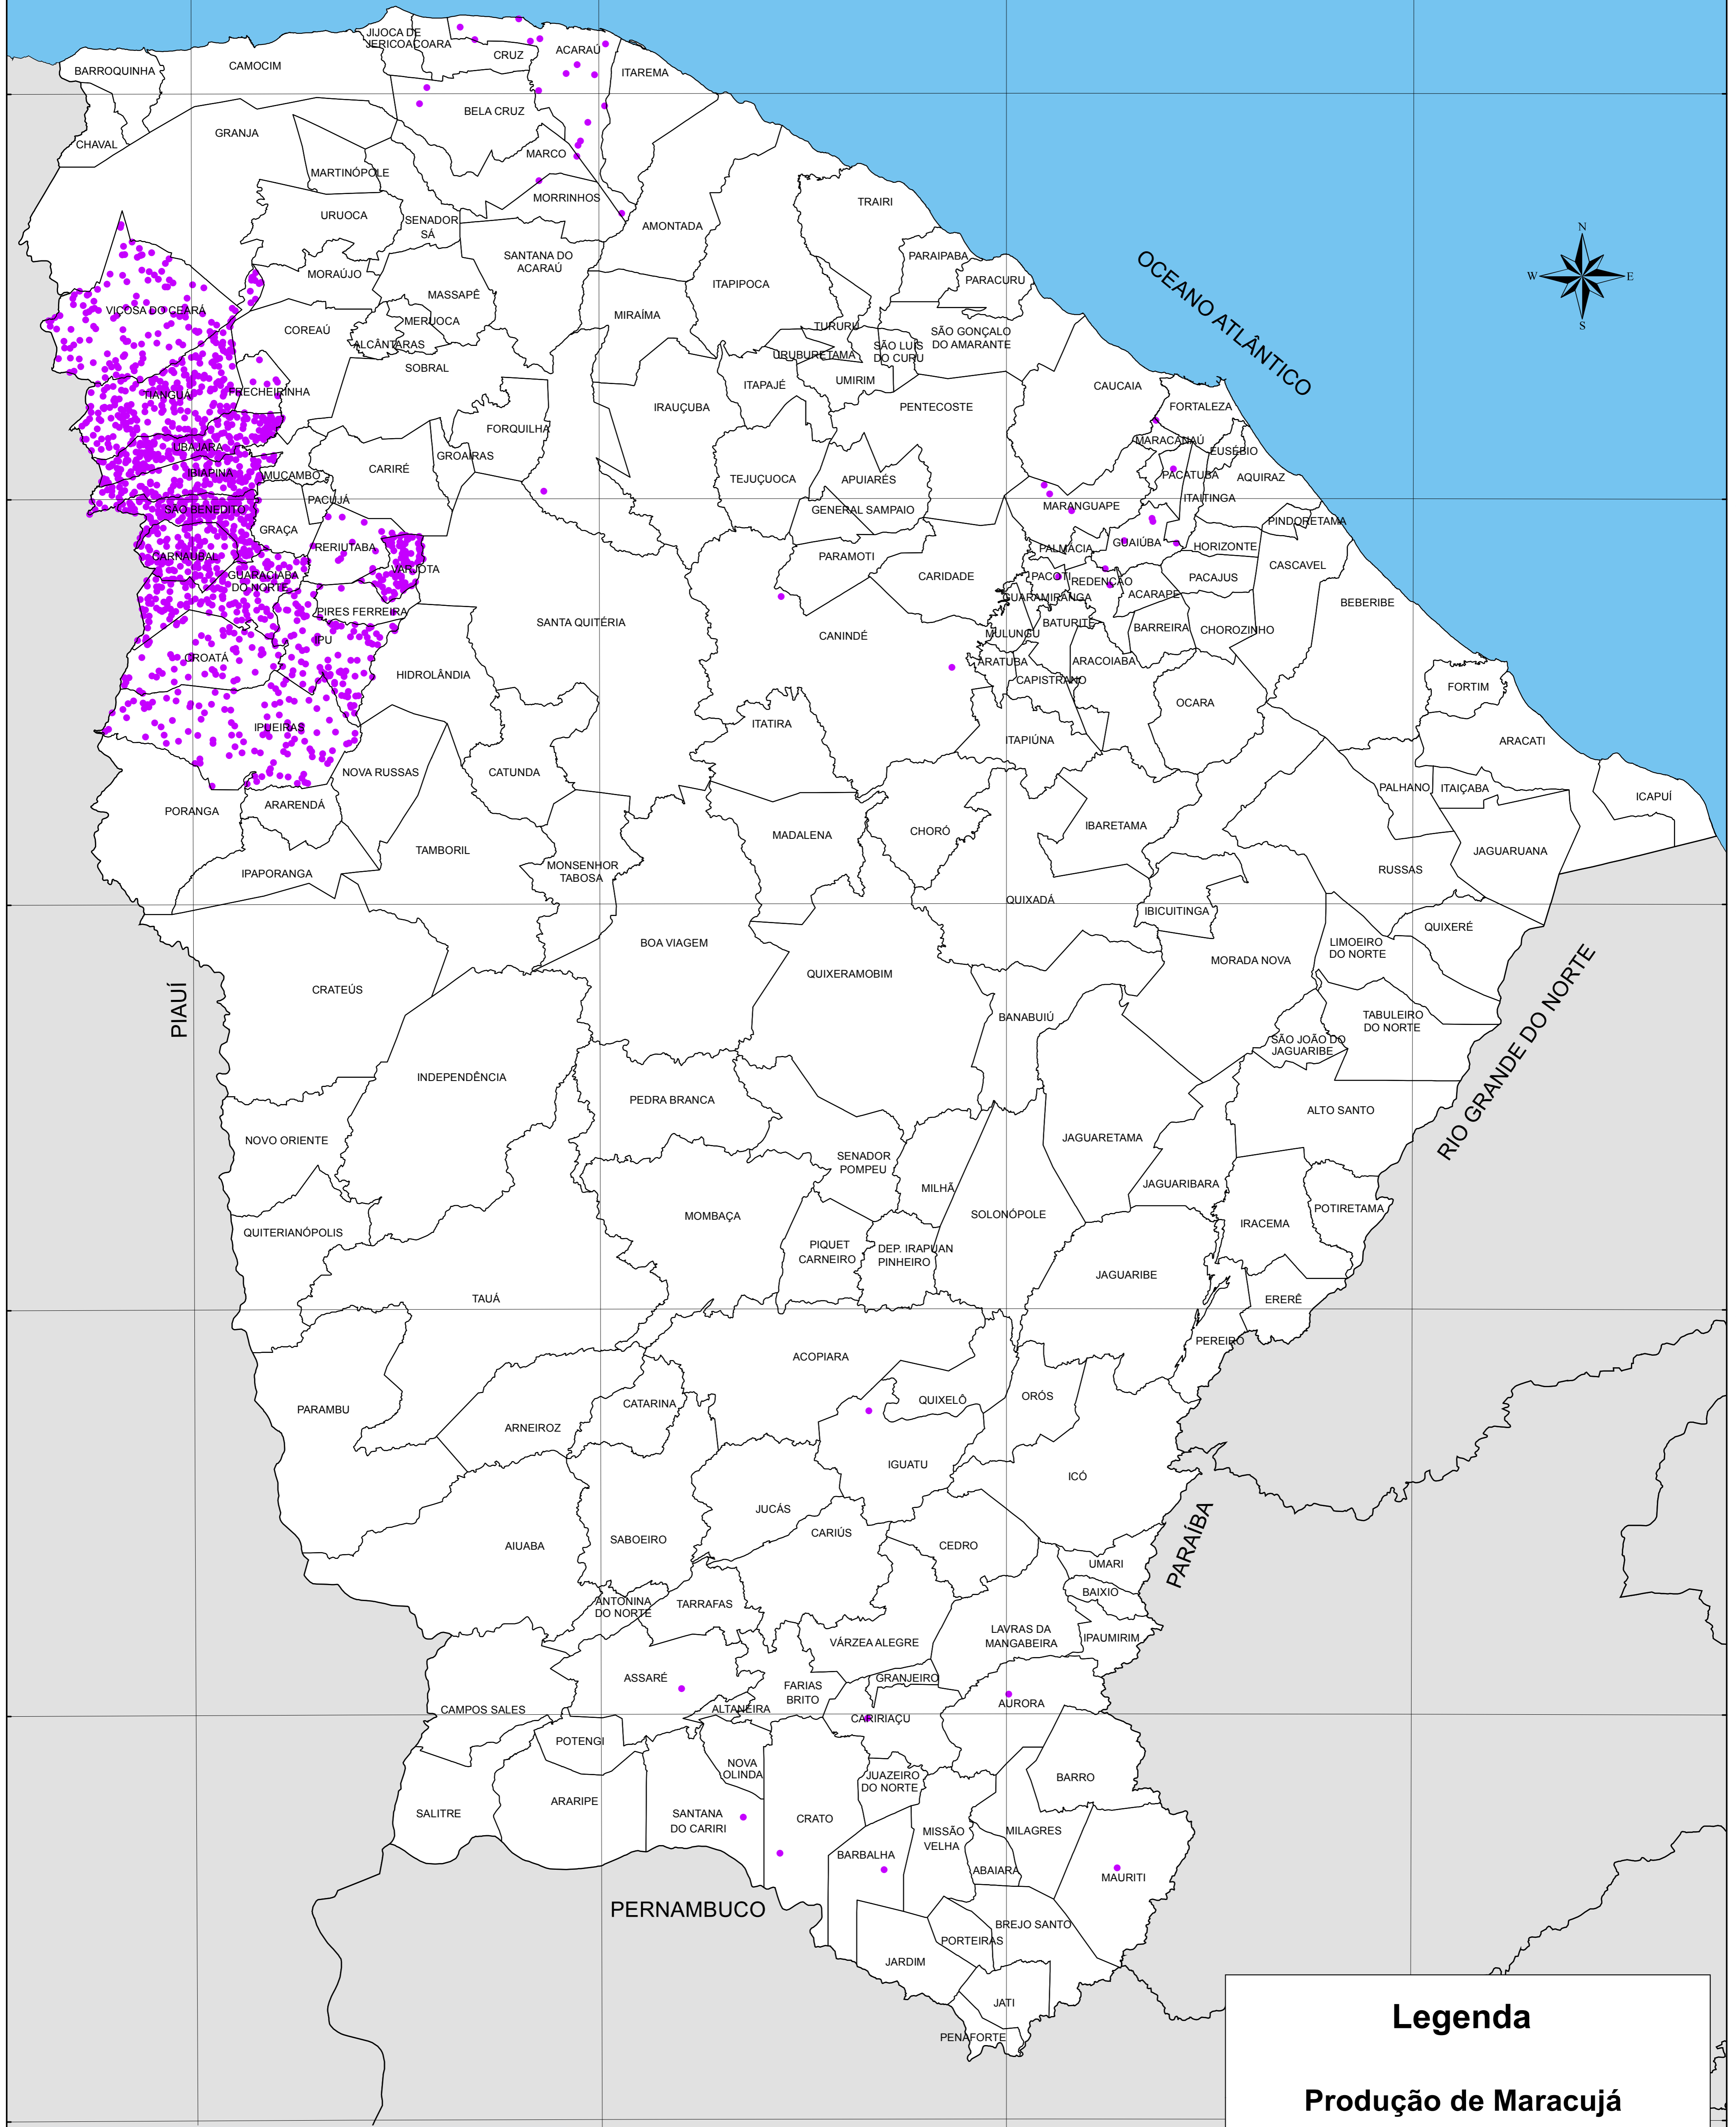 JIJOCA DE
JERICOACOARA
CRUZ
ACARAÚ
ITAREMA
BARROQUINHA
CAMOCIM
BELA CRUZ
GRANJA
CHAVAL
MARCO
MARTINÓPOLE
MORRINHOS
URUOCA
SENADOR
SÁ
AMONTADA
TRAIRI
SANTANA DO
ACARAÚ
PARAIPABA
PARACURU
OCEANO ATLÂNTICO
N
W
E
S
MORAÚJO
MASSAPÊ
ITAPIPOCA
VIÇOSA DO CEARÁ
MERUOCA
MIRAÍMA
COREAÚ
ALCÂNTARAS
TURURU
SÃO GONÇALO
DO AMARANTE
SÃO LUÍS
DO CURU
URUBURETAMA
SOBRAL
UMIRIM
ITAPAJÉ
CAUCAIA
TIANGUÁ
FRECHEIRINHA
IRAUÇUBA
PENTECOSTE
FORTALEZA
FORQUILHA
MARACANAÚ
EUSÉBIO
UBAJARA
GROAÍRAS
CARIRÉ
IBIAPINA
MUCAMBO
TEJUÇUOCA
APUIARÉS
PACATUBA
AQUIRAZ
PACUJÁ
ITAITINGA
SÃO BENEDITO
GENERAL SAMPAIO
MARANGUAPE
PINDORETAMA
GRAÇA
RERIUTABA
GUAIÚBA
HORIZONTE
CARNAUBAL
PARAMOTI
PALMÁCIA
CASCAVEL
VARJOTA
GUARACIABA
DO NORTE
CARIDADE
PACOTI
REDENÇÃO
PACAJUS
GUARAMIRANGA
ACARAPE
BEBERIBE
PIRES FERREIRA
SANTA QUITÉRIA
BATURITÉ
BARREIRA
CHOROZINHO
CANINDÉ
MULUNGU
IPU
CROATÁ
ARATUBA
ARACOIABA
HIDROLÂNDIA
CAPISTRANO
FORTIM
OCARA
ITATIRA
IPUEIRAS
ITAPIÚNA
ARACATI
NOVA RUSSAS
CATUNDA
PALHANO
ITAIÇABA
ICAPUÍ
ARARENDÁ
PORANGA
MADALENA
CHORÓ
IBARETAMA
TAMBORIL
JAGUARUANA
MONSENHOR
TABOSA
IPAPORANGA
RUSSAS
QUIXADÁ
IBICUITINGA
QUIXERÉ
BOA VIAGEM
LIMOEIRO
DO NORTE
MORADA NOVA
QUIXERAMOBIM
CRATEÚS
PIAUÍ
BANABUIÚ
TABULEIRO
DO NORTE
SÃO JOÃO DO
JAGUARIBE
RIO GRANDE DO NORTE
INDEPENDÊNCIA
PEDRA BRANCA
ALTO SANTO
NOVO ORIENTE
JAGUARETAMA
SENADOR
POMPEU
JAGUARIBARA
MILHÃ
POTIRETAMA
MOMBAÇA
SOLONÓPOLE
IRACEMA
QUITERIANÓPOLIS
PIQUET
CARNEIRO
DEP. IRAPUAN
PINHEIRO
JAGUARIBE
TAUÁ
ERERÊ
PEREIRO
ACOPIARA
ORÓS
QUIXELÔ
CATARINA
PARAMBU
ARNEIROZ
IGUATU
ICÓ
JUCÁS
CARIÚS
SABOEIRO
AIUABA
CEDRO
PARAÍBA
UMARI
BAIXIO
ANTONINA
DO NORTE
TARRAFAS
LAVRAS DA
MANGABEIRA
VÁRZEA ALEGRE
IPAUMIRIM
ASSARÉ
GRANJEIRO
FARIAS
BRITO
AURORA
CAMPOS SALES
ALTANEIRA
CARIRIAÇU
POTENGI
NOVA
OLINDA
JUAZEIRO
DO NORTE
BARRO
ARARIPE
SALITRE
SANTANA
DO CARIRI
CRATO
MISSÃO
VELHA
MILAGRES
BARBALHA
ABAIARA
MAURITI
PERNAMBUCO
BREJO SANTO
PORTEIRAS
JARDIM
JATI
PENAFORTE
Legenda
Produção de Maracujá